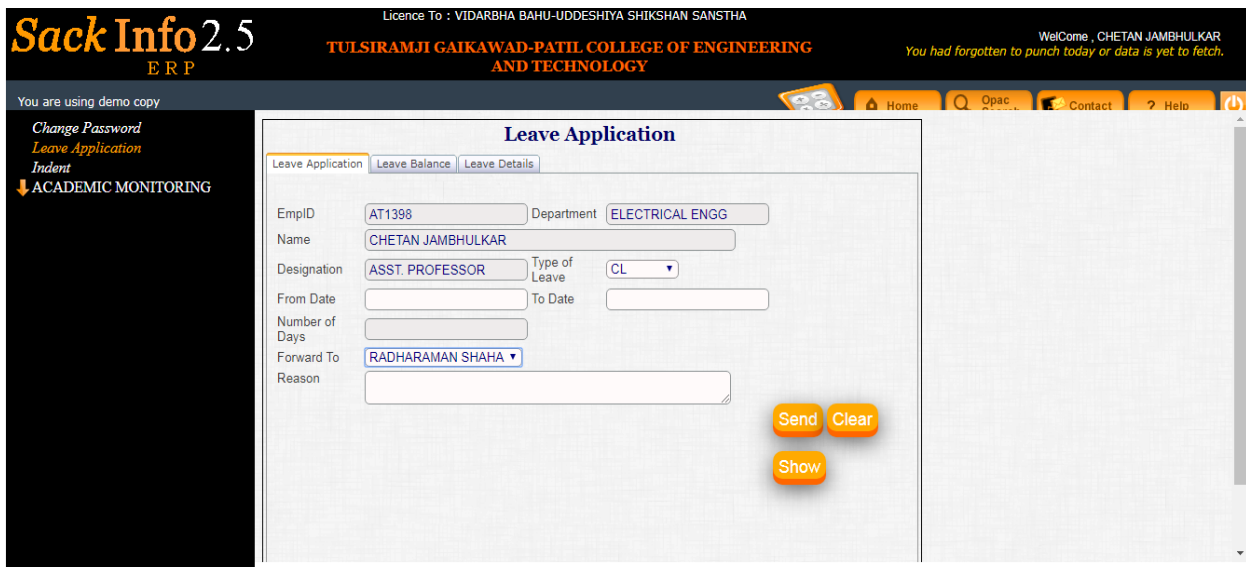 Licence To : VIDARBHA BAHU-UDDESHIYA SHIKSHAN SANSTHA
Sack Info 2.5
ERP
TULSIRAMJI GAIKAWAD-PATIL COLLEGE OF ENGINEERING
AND TECHNOLOGY
WelCome , CHETAN JAMBHULKAR
You had forgotten to punch today or data is yet to fetch.
You are using demo copy
Home
Opac
Contact
? Help
Change Password
Leave Application
Indent
ACADEMIC MONITORING
Leave Application
Leave Application Leave Balance Leave Details
EmpID AT1398 Department ELECTRICAL ENGG
Name CHETAN JAMBHULKAR
Designation ASST. PROFESSOR Type of Leave CL
From Date To Date
Number of
Days
Forward To RADHARAMAN SHAHA
Reason
Send Clear
Show